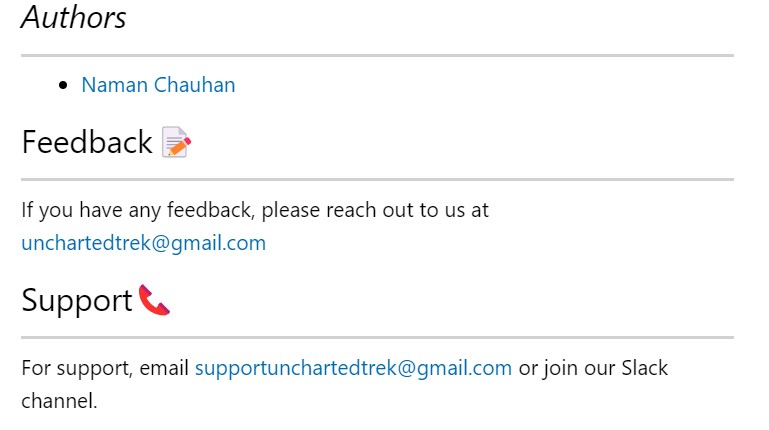 Authors
Naman Chauhan
Feedback 📝
If you have any feedback, please reach out to us at
unchartedtrek@gmail.com
Support 📞
For support, email supportunchartedtrek@gmail.com or join our Slack
channel.